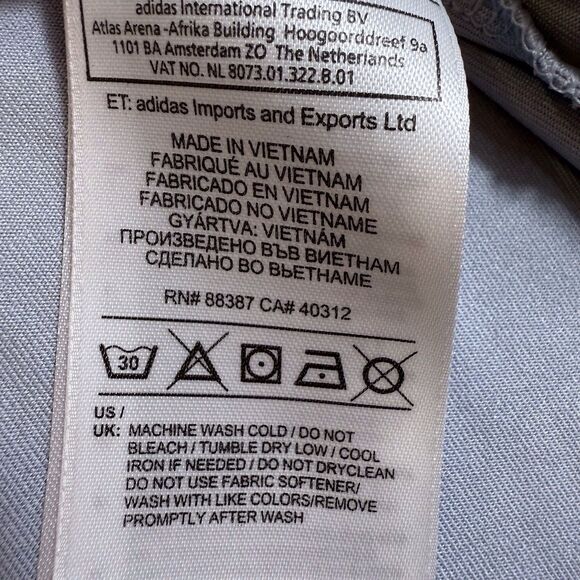 adidas International Trading BV
Atlas Arena -Afrika Building Hoogoorddreef 9a
1101 BA Amsterdam ZO The Netherlands
VAT NO. NL 8073.01.322.B.01
ET: adidas Imports and Exports Ltd
MADE IN VIETNAM
FABRIQUÉ AU VIETNAM
FABRICADO EN VIETNAM
FABRICADO NO VIETNAME
GYÁRTVA: VIETNÁM
ПРОИЗВЕДЕНО ВЪВ ВИЕТНАМ
СДЕЛАНО ВО ВЬЕТНАМЕ
RN# 88387 CA# 40312
30
US /
UK: MACHINE WASH COLD / DO NOT
BLEACH / TUMBLE DRY LOW / COOL
IRON IF NEEDED / DO NOT DRYCLEAN
DO NOT USE FABRIC SOFTENER/
WASH WITH LIKE COLORS/REMOVE
PROMPTLY AFTER WASH